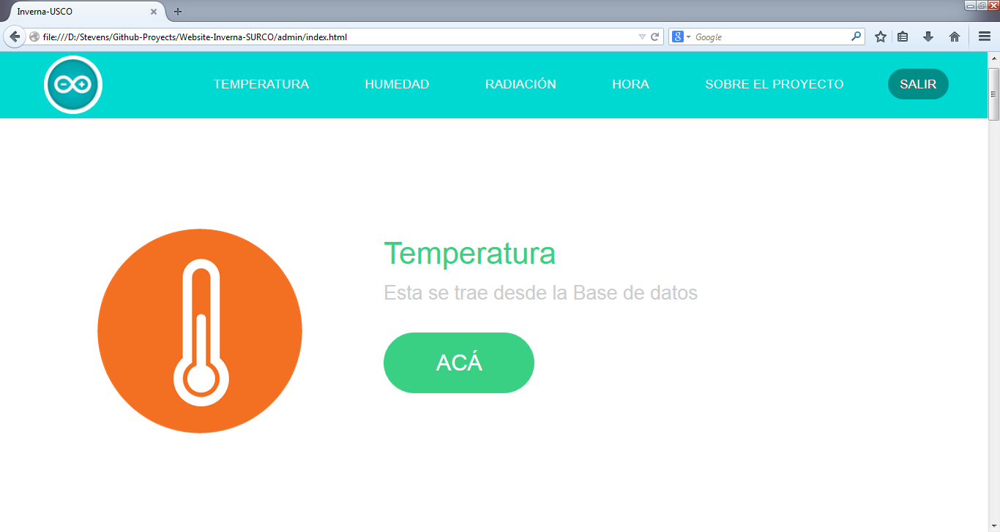 Inverna-USCO
file:///D:/Stevens/Github-Proyects/Website-Inverna-SURCO/admin/index.html
Google
TEMPERATURA HUMEDAD RADIACIÓN HORA SOBRE EL PROYECTO SALIR
Temperatura
Esta se trae desde la Base de datos
ACÁ